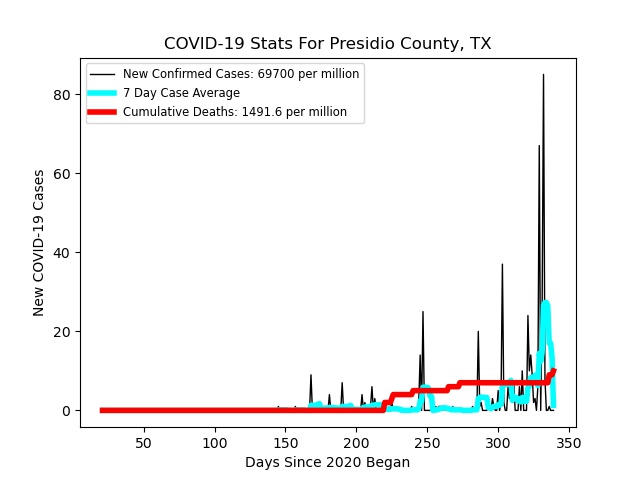 COVID-19 Stats For Presidio County, TX
New Confirmed Cases: 69700 per million
7 Day Case Average
Cumulative Deaths: 1491.6 per million
New COVID-19 Cases
80
60
40
20
0
50 100 150 200 250 300 350
Days Since 2020 Began